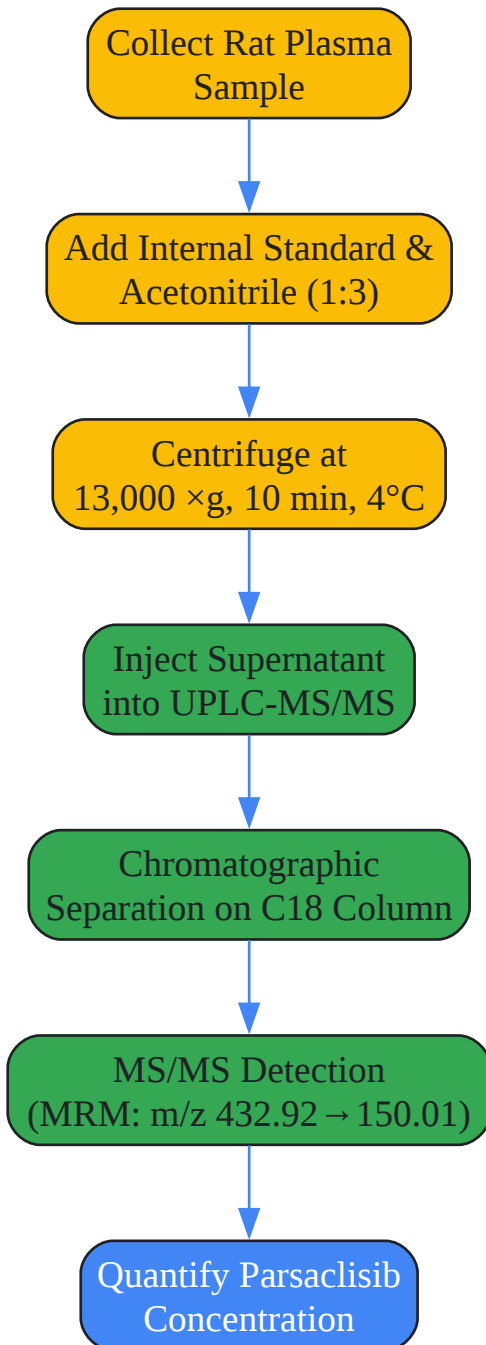 Collect Rat Plasma
Sample
Add Internal Standard &
Acetonitrile (1:3)
Centrifuge at
13,000 ×g, 10 min, 4°C
Inject Supernatant
into UPLC-MS/MS
Chromatographic
Separation on C18 Column
MS/MS Detection
(MRM: m/z 432.92→150.01)
Quantify Parsaclisib
Concentration